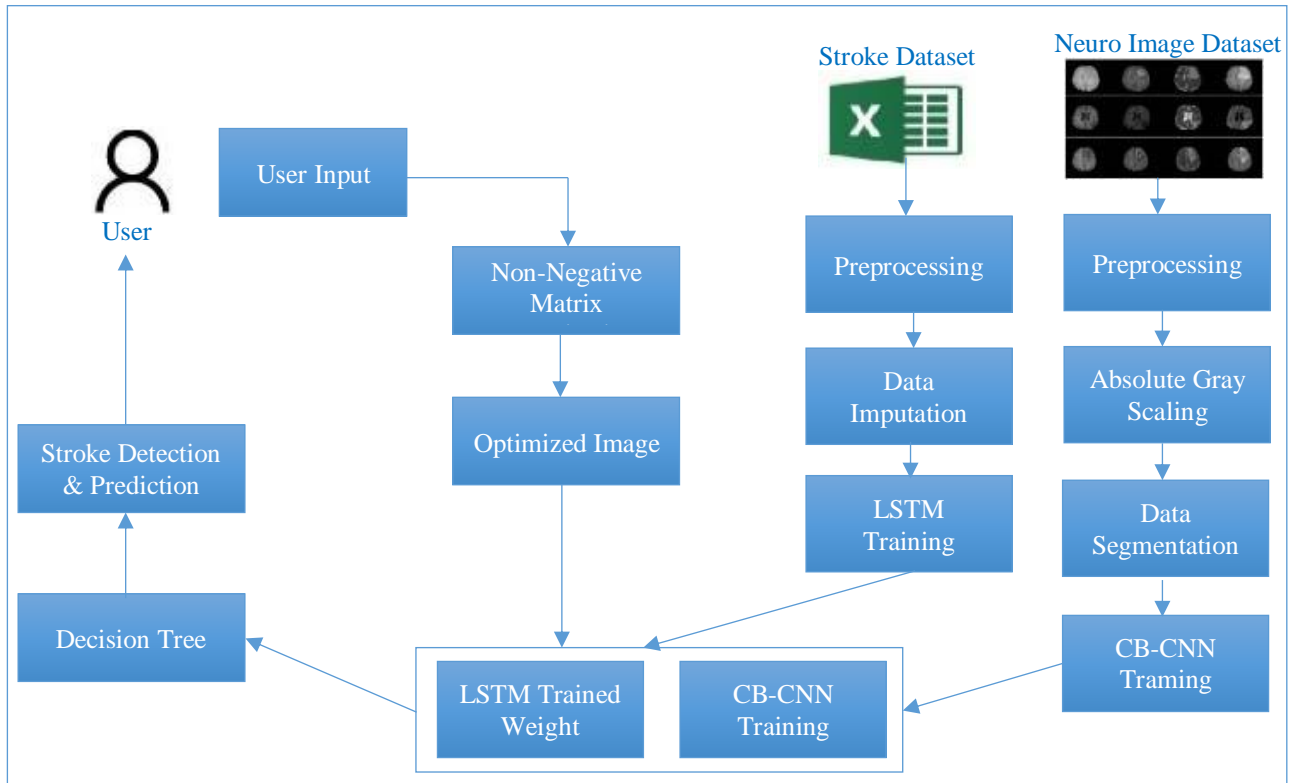 Stroke Dataset
Neuro Image Dataset
X
User
User Input
Non-Negative
Matrix
Optimized Image
Preprocessing
Data
Imputation
LSTM
Training
Preprocessing
Absolute Gray
Scaling
Data
Segmentation
CB-CNN
Traming
LSTM Trained
Weight
CB-CNN
Training
Decision Tree
Stroke Detection
& Prediction